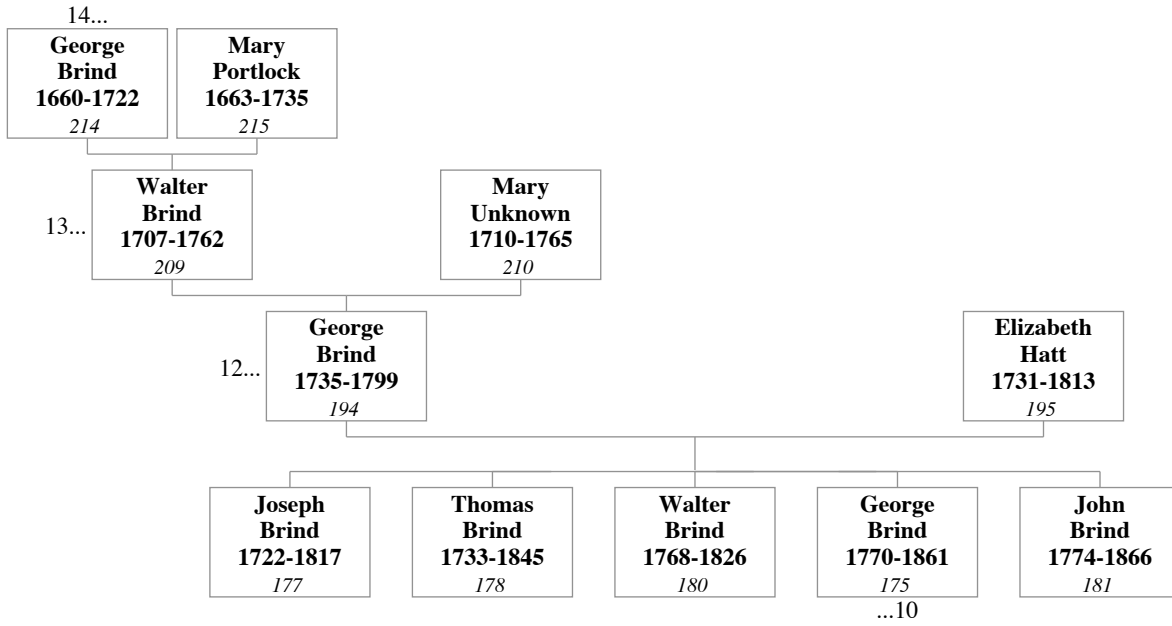 14...
George
Brind
1660-1722
214
Mary
Portlock
1663-1735
215
13...
Walter
Brind
1707-1762
209
Mary
Unknown
1710-1765
210
12...
George
Brind
1735-1799
194
Elizabeth
Hatt
1731-1813
195
Joseph
Brind
1722-1817
177
Thomas
Brind
1733-1845
178
Walter
Brind
1768-1826
180
George
Brind
1770-1861
175
...10
John
Brind
1774-1866
181